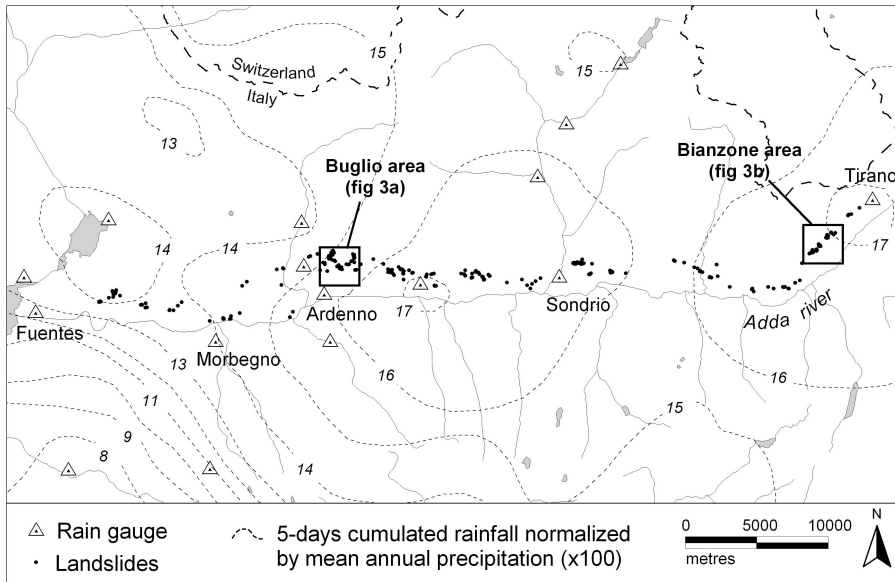 15
Switzerland
Italy
15
13
Buglio area
(fig 3a)
Bianzone area
(fig 3b)
Tirano
14
14
17
17
Fuentes
Ardenno
Sondrio
Adda river
Morbegno
13
16
16
11
15
9
8
14
Rain gauge
Landslides
5-days cumulated rainfall normalized
by mean annual precipitation (x100)
0 5000 10000
metres
N